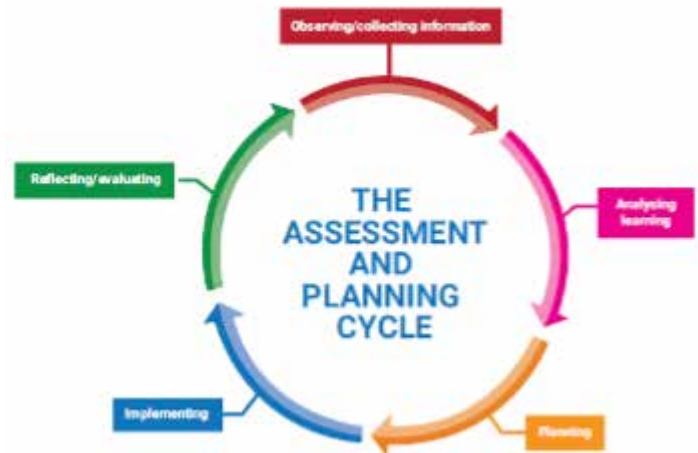 Observing/collecting information
Reflecting/evaluating
THE
ASSESSMENT
AND
PLANNING
CYCLE
Analysing
learning
Implementing
Planning